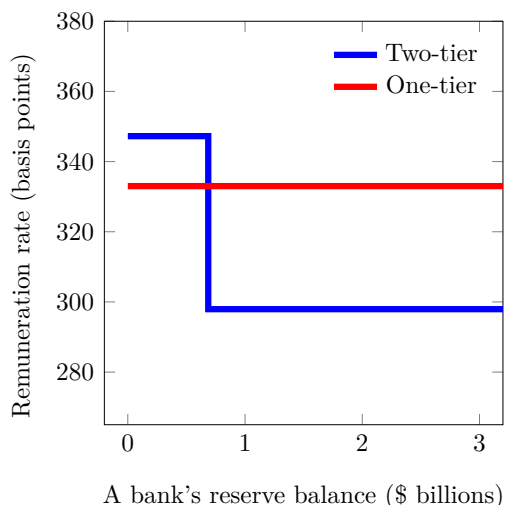 380
360
340
320
300
280
Remuneration rate (basis points)
Two-tier
One-tier
0 1 2 3
A bank's reserve balance ($ billions)